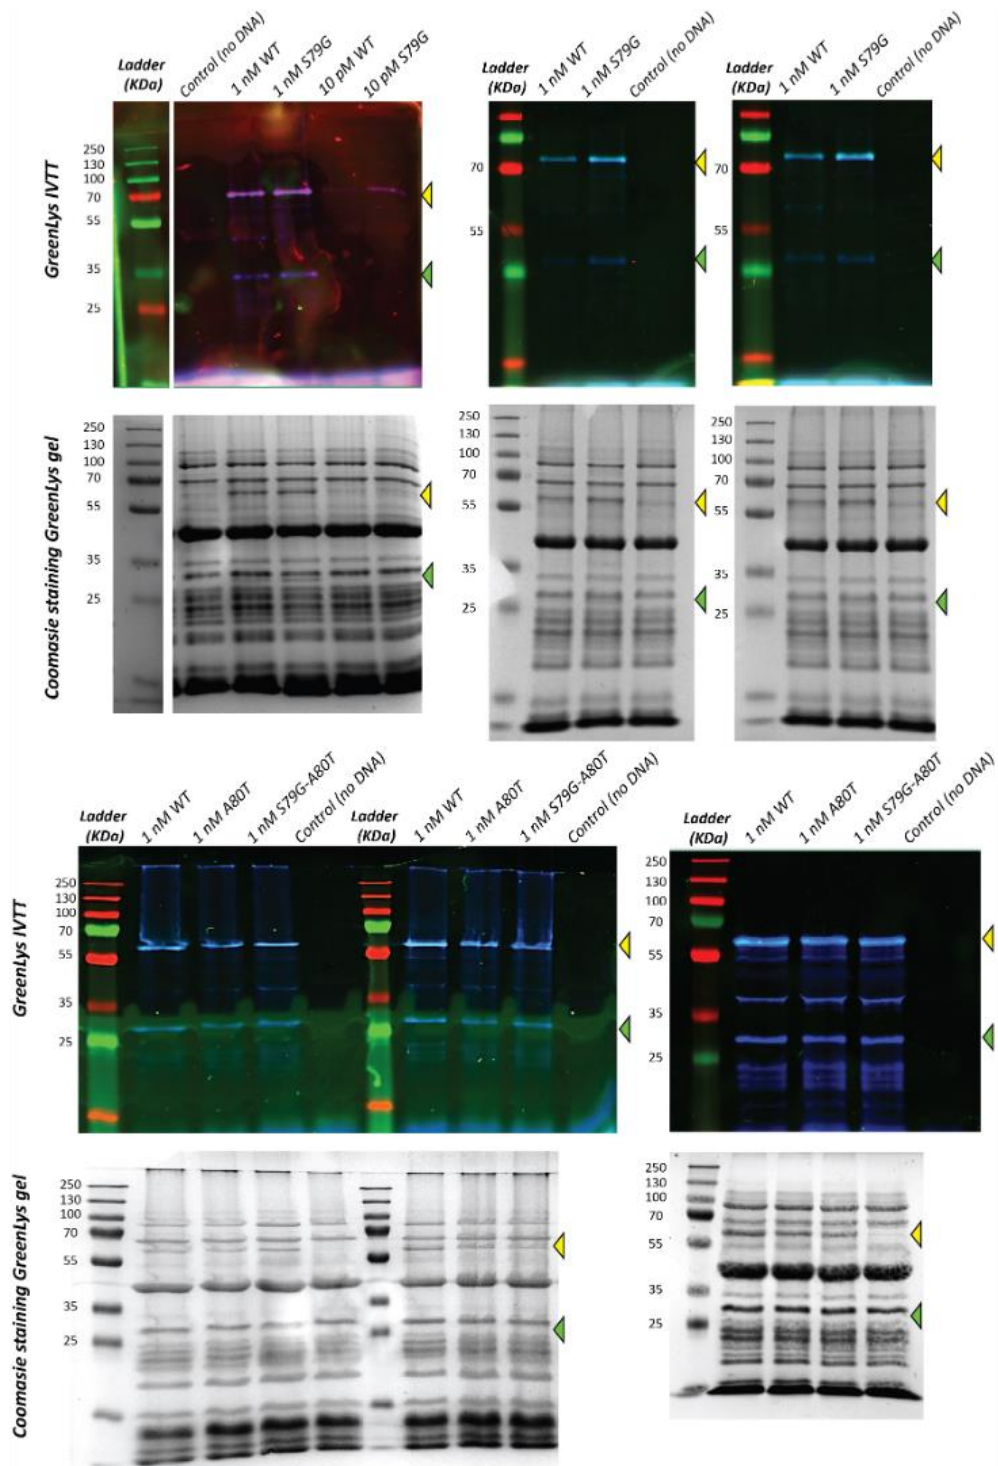 Control (no DNA)
1 nM WT
1 nM S79G
10 pM WT
10 pM S79G
Ladder
(KDa)
250
130
100
70
55
35
25
GreenLys IVTT
Ladder
(KDa)
1 nM WT
1 nM S79G
Control (no DNA)
70
55
Ladder
(KDa)
1 nM WT
1 nM S79G
Control (no DNA)
70
55
Coomasie staining GreenLys gel
250
130
100
70
55
35
25
250
130
100
70
55
35
25
250
130
100
70
55
35
25
Ladder
(KDa)
1 nM WT
1 nM A80T
1 nM S79G-A80T
Control (no DNA)
Ladder
(KDa)
1 nM WT
1 nM A80T
1 nM S79G-A80T
Control (no DNA)
Ladder
(KDa)
1 nM WT
1 nM A80T
1 nM S79G-A80T
Control (no DNA)
GreenLys IVTT
250
130
100
70
55
35
25
250
130
100
70
55
35
25
Coomasie staining GreenLys gel
250
130
100
70
55
35
25
250
130
100
70
55
35
25